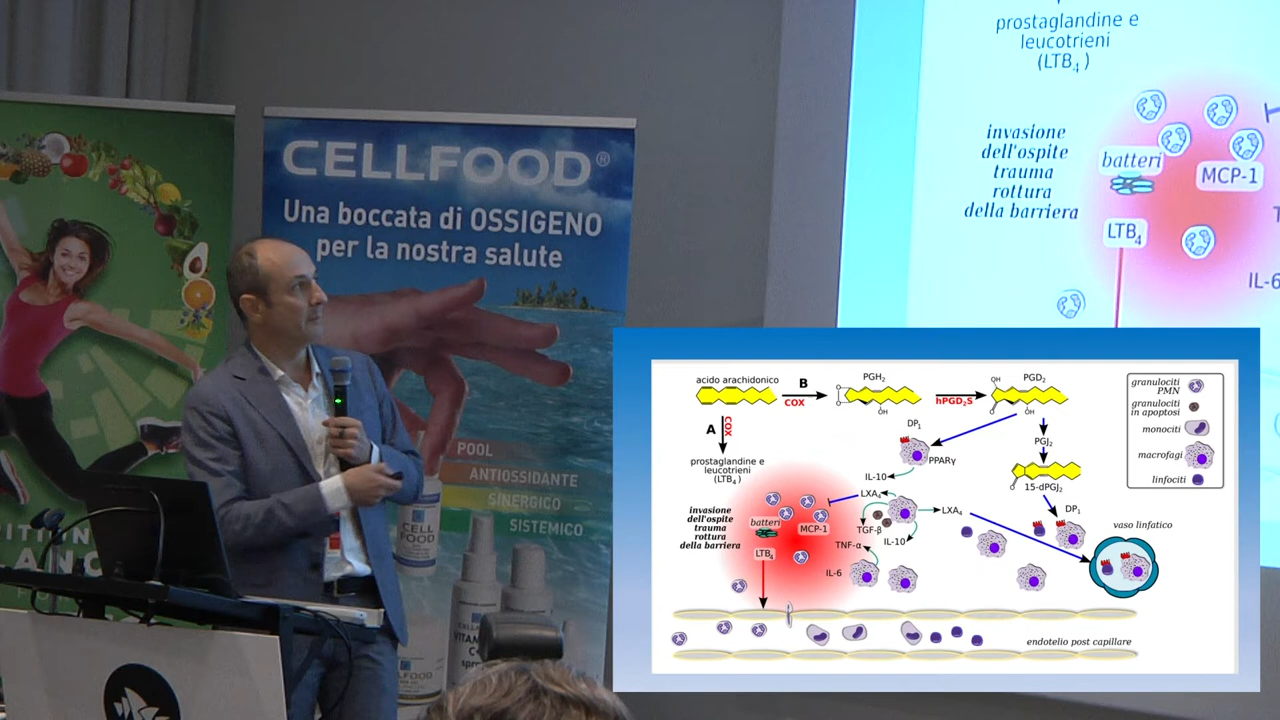 prostaglandine e
leucotrieni
(LTB₄)
invasione
dell'ospite
trauma
rottura
della barriera
batteri
MCP-1
LTB₄
IL-6
CELLFOOD®
Una boccata di OSSIGENO
per la nostra salute
POOL
ANTIOSSIDANTE
SINERGICO
SISTEMICO
CELL
FOOD
CELLFOOD
acido arachidonico
B
COX
PGH₂
OH
hPGD₂S
PGD₂
OH
O
OH
A
COX
prostaglandine e
leucotrieni
(LTB₄)
DP₁
PPARγ
IL-10
PGJ₂
15-dPGJ₂
DP₁
LXA₄
LXA₄
TGF-β
IL-10
TNF-α
IL-6
invasione
dell'ospite
trauma
rottura
della barriera
batteri
MCP-1
LTB₄
vaso linfatico
endotelio post capillare
granulociti
PMN
granulociti
in apoptosi
monociti
macrofagi
linfociti